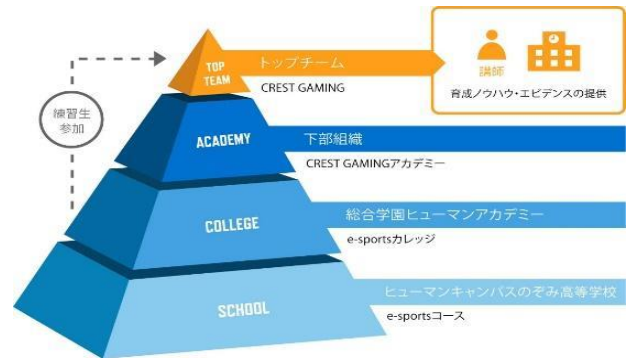 TOP
TEAM
トップチーム
CREST GAMING
講師
育成ノウハウ・エビデンスの提供
練習生
参加
ACADEMY
下部組織
CREST GAMINGアカデミー
COLLEGE
総合学園ヒューマンアカデミー
e-sportsカレッジ
SCHOOL
ヒューマンキャンパスのぞみ高等学校
e-sportsコース